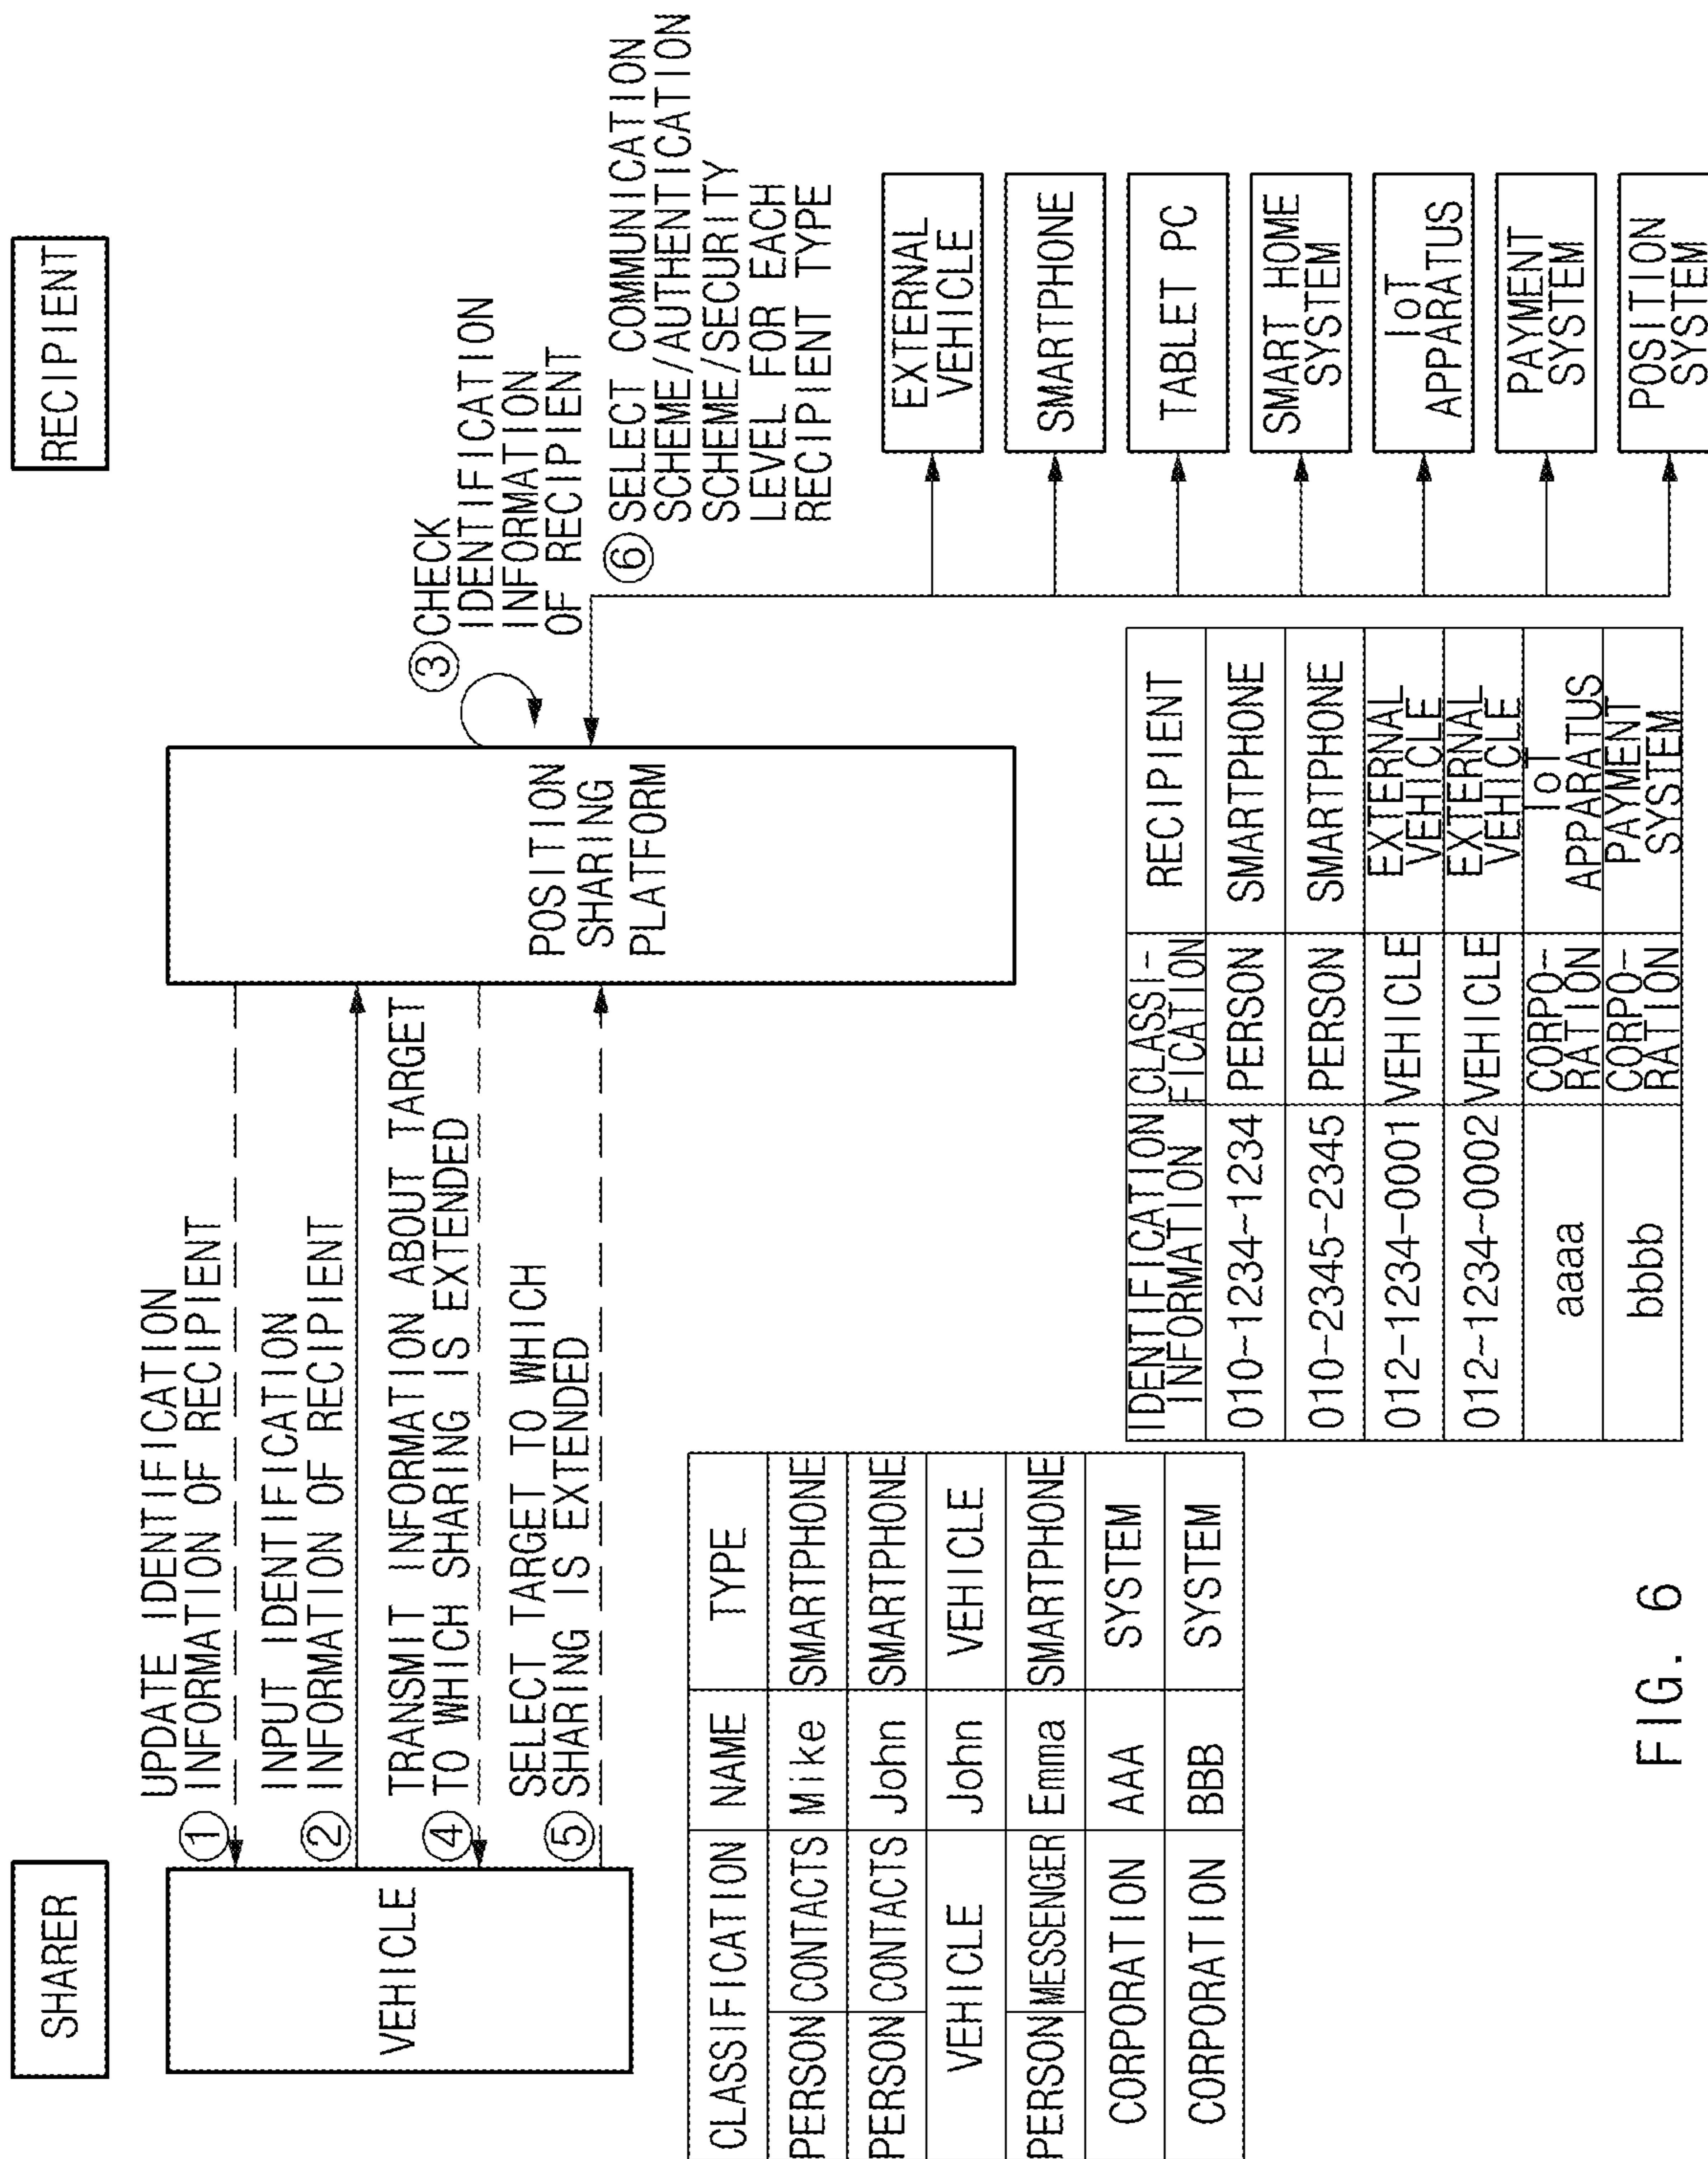 SHARER
RECIPIENT
VEHICLE
① UPDATE IDENTIFICATION
INFORMATION OF RECIPIENT
② INPUT IDENTIFICATION
INFORMATION OF RECIPIENT
④ TRANSMIT INFORMATION ABOUT TARGET
TO WHICH SHARING IS EXTENDED
⑤ SELECT TARGET TO WHICH
SHARING IS EXTENDED
POSITION
SHARING
PLATFORM
③ CHECK
IDENTIFICATION
INFORMATION
OF RECIPIENT
⑥ SELECT COMMUNICATION
SCHEME/AUTHENTICATION
SCHEME/SECURITY
LEVEL FOR EACH
RECIPIENT TYPE
EXTERNAL
VEHICLE
SMARTPHONE
TABLET PC
SMART HOME
SYSTEM
IoT
APPARATUS
PAYMENT
SYSTEM
POSITION
SYSTEM
CLASSIFICATION NAME TYPE
PERSON CONTACTS Mike SMARTPHONE
PERSON CONTACTS John SMARTPHONE
VEHICLE John VEHICLE
PERSON MESSENGER Emma SMARTPHONE
CORPORATION AAA SYSTEM
CORPORATION BBB SYSTEM
IDENTIFICATION CLASSI- RECIPIENT
INFORMATION FICATION
010-1234-1234 PERSON SMARTPHONE
010-2345-2345 PERSON SMARTPHONE
012-1234-0001 VEHICLE EXTERNAL
VEHICLE
012-1234-0002 VEHICLE EXTERNAL
VEHICLE
aaaa CORPO- IoT
RATION APPARATUS
bbbb CORPO- PAYMENT
RATION SYSTEM
FIG. 6